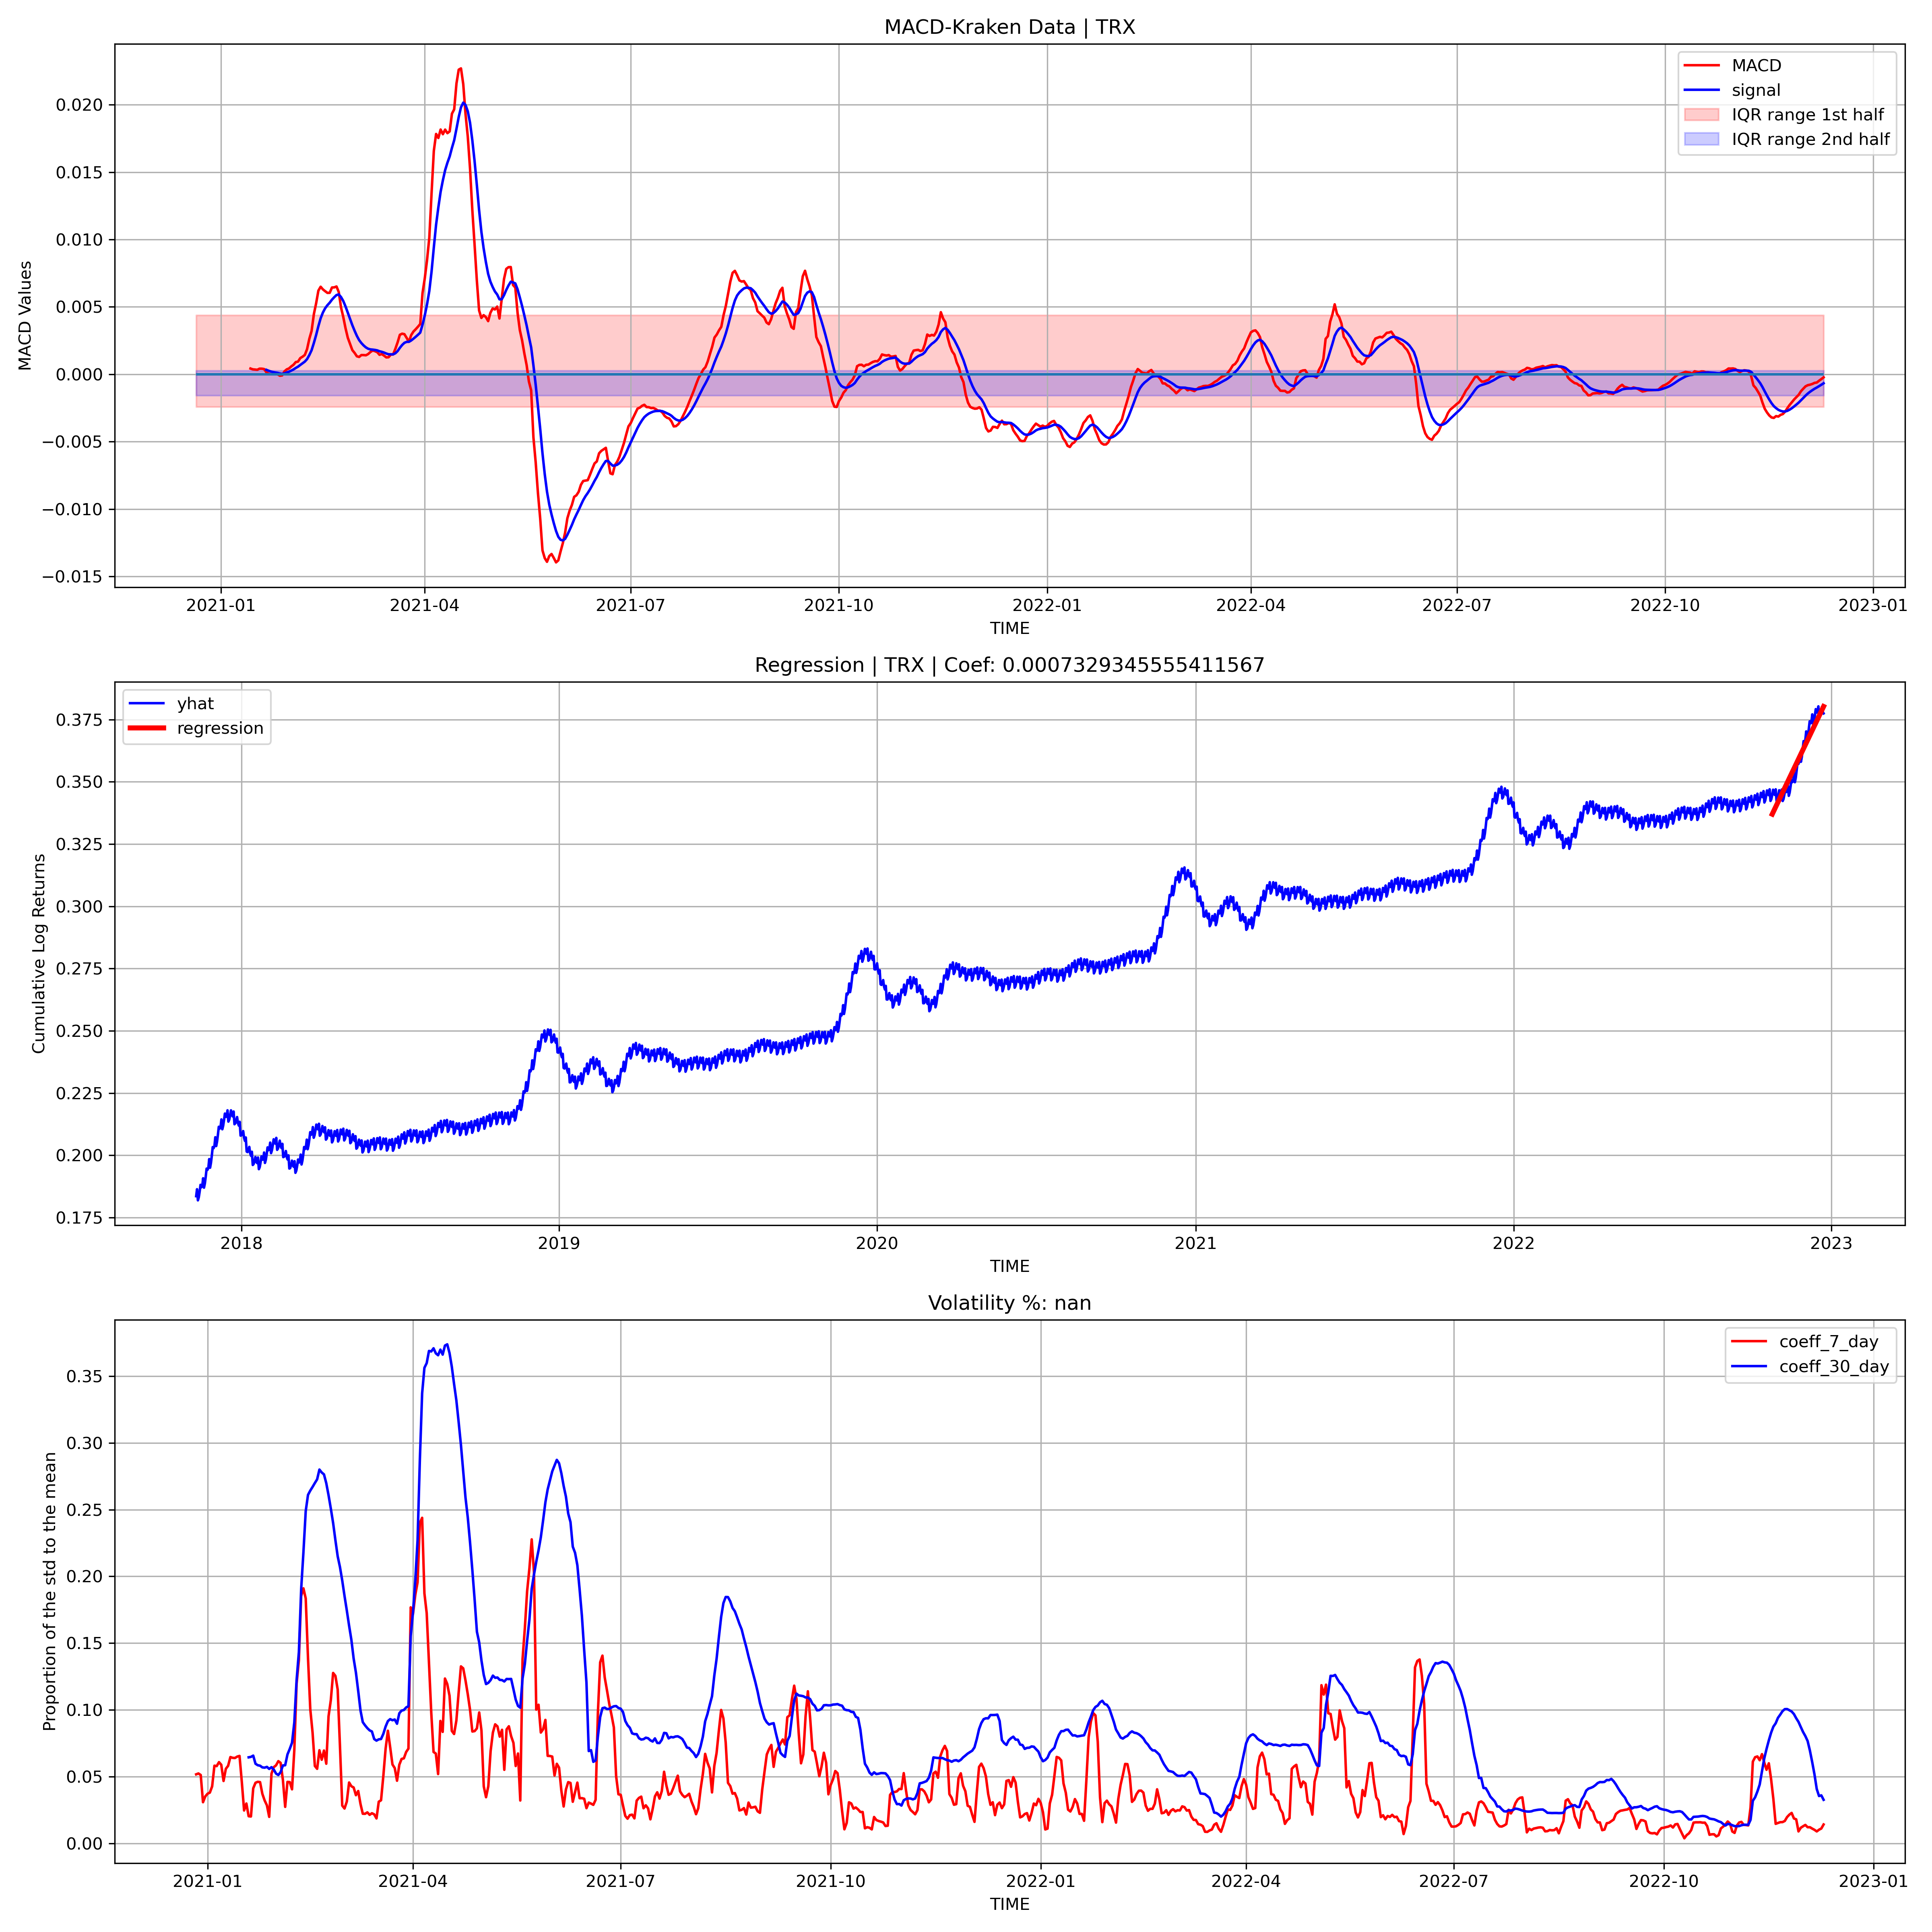 MACD-Kraken Data | TRX
MACD
signal
IQR range 1st half
IQR range 2nd half
MACD Values
0.020
0.015
0.010
0.005
0.000
−0.005
−0.010
−0.015
2021-01 2021-04 2021-07 2021-10 2022-01 2022-04 2022-07 2022-10 2023-01
TIME
Regression | TRX | Coef: 0.0007329345555411567
yhat
regression
Cumulative Log Returns
0.375
0.350
0.325
0.300
0.275
0.250
0.225
0.200
0.175
2018 2019 2020 2021 2022 2023
TIME
Volatility %: nan
coeff_7_day
coeff_30_day
Proportion of the std to the mean
0.35
0.30
0.25
0.20
0.15
0.10
0.05
0.00
2021-01 2021-04 2021-07 2021-10 2022-01 2022-04 2022-07 2022-10 2023-01
TIME